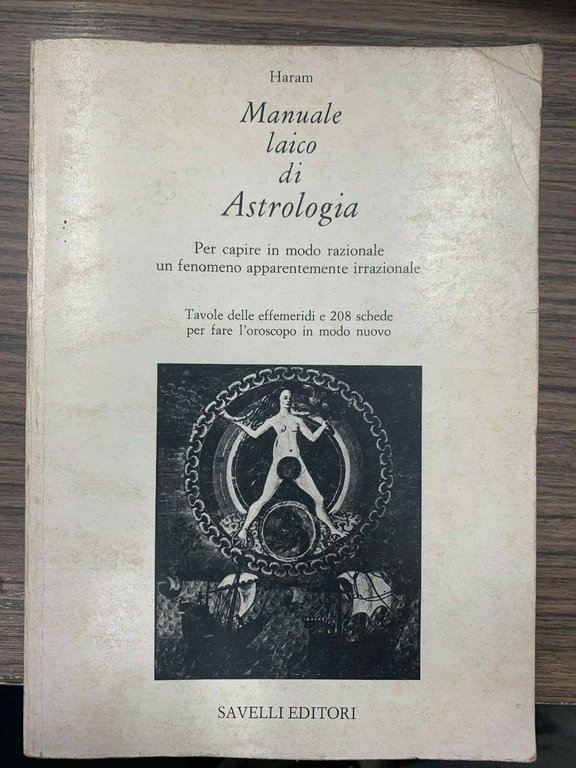 Haram
Manuale
laico
di
Astrologia
Per capire in modo razionale
un fenomeno apparentemente irrazionale
Tavole delle effemeridi e 208 schede
per fare l'oroscopo in modo nuovo
SAVELLI EDITORI